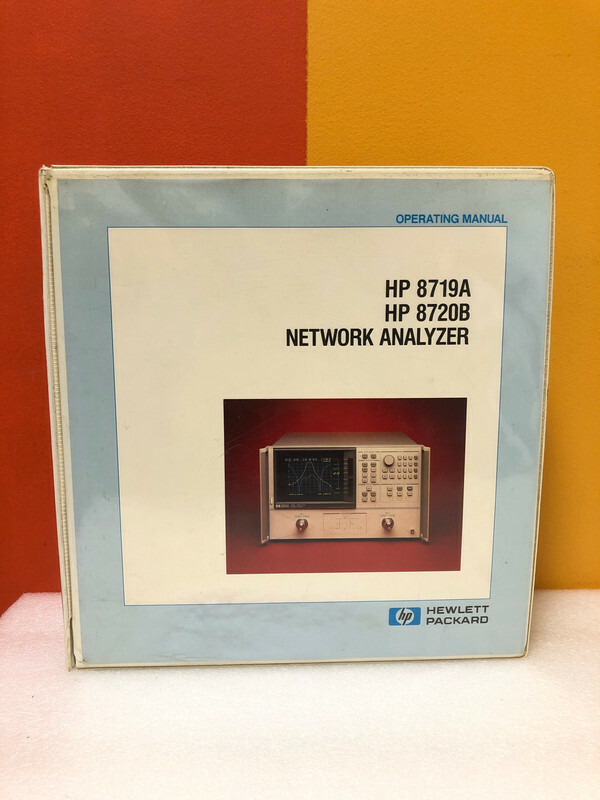 OPERATING MANUAL
HP 8719A
HP 8720B
NETWORK ANALYZER
hp
HEWLETT
PACKARD